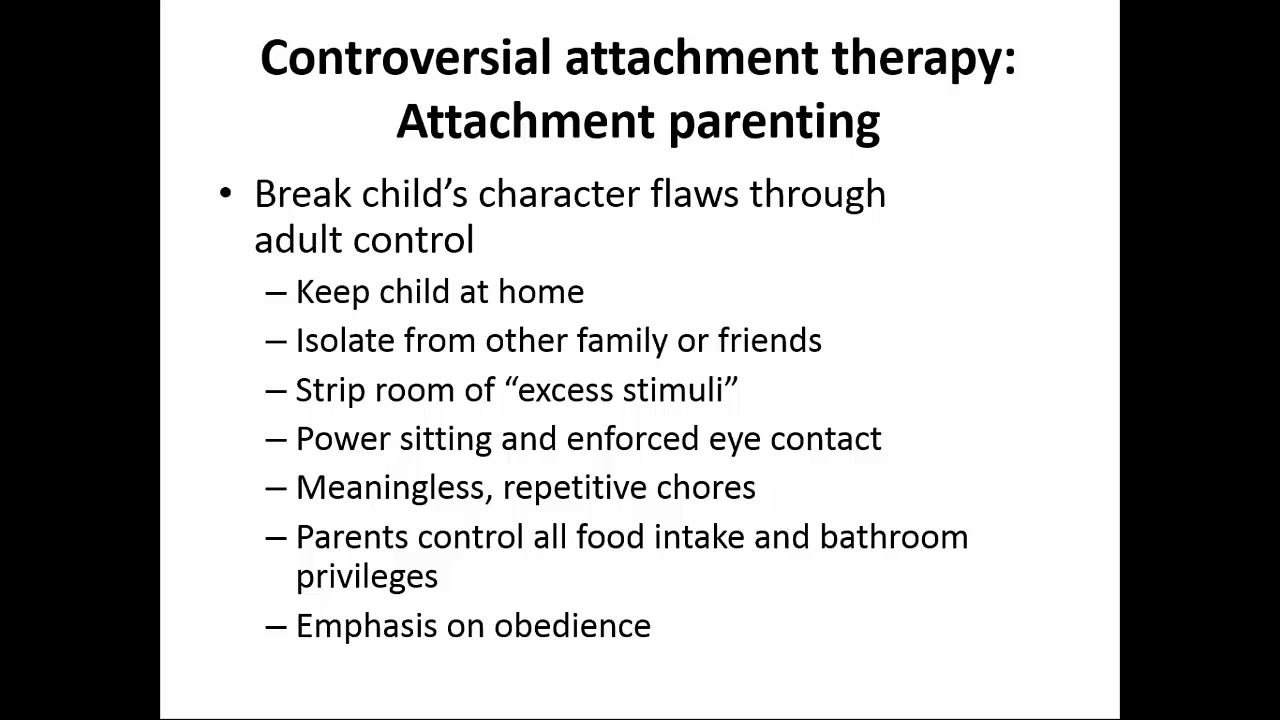 Controversial attachment therapy:
Attachment parenting
• Break child’s character flaws through
adult control
– Keep child at home
– Isolate from other family or friends
– Strip room of “excess stimuli”
– Power sitting and enforced eye contact
– Meaningless, repetitive chores
– Parents control all food intake and bathroom
privileges
– Emphasis on obedience